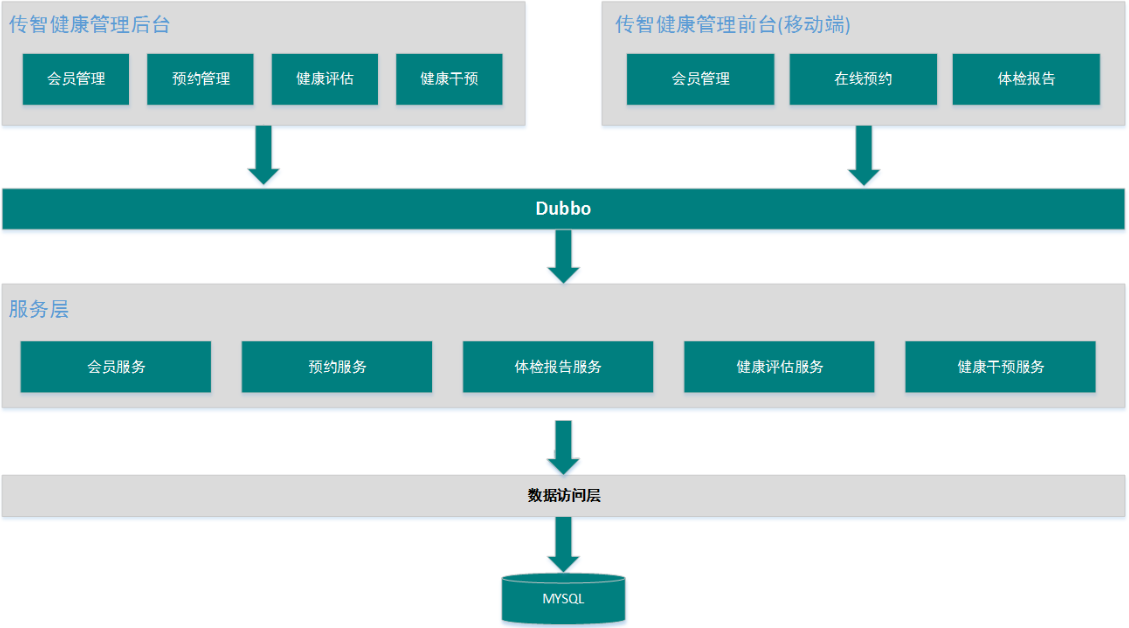 传智健康管理后台
会员管理
预约管理
健康评估
健康干预
传智健康管理前台(移动端)
会员管理
在线预约
体检报告
Dubbo
服务层
会员服务
预约服务
体检报告服务
健康评估服务
健康干预服务
数据访问层
MYSQL